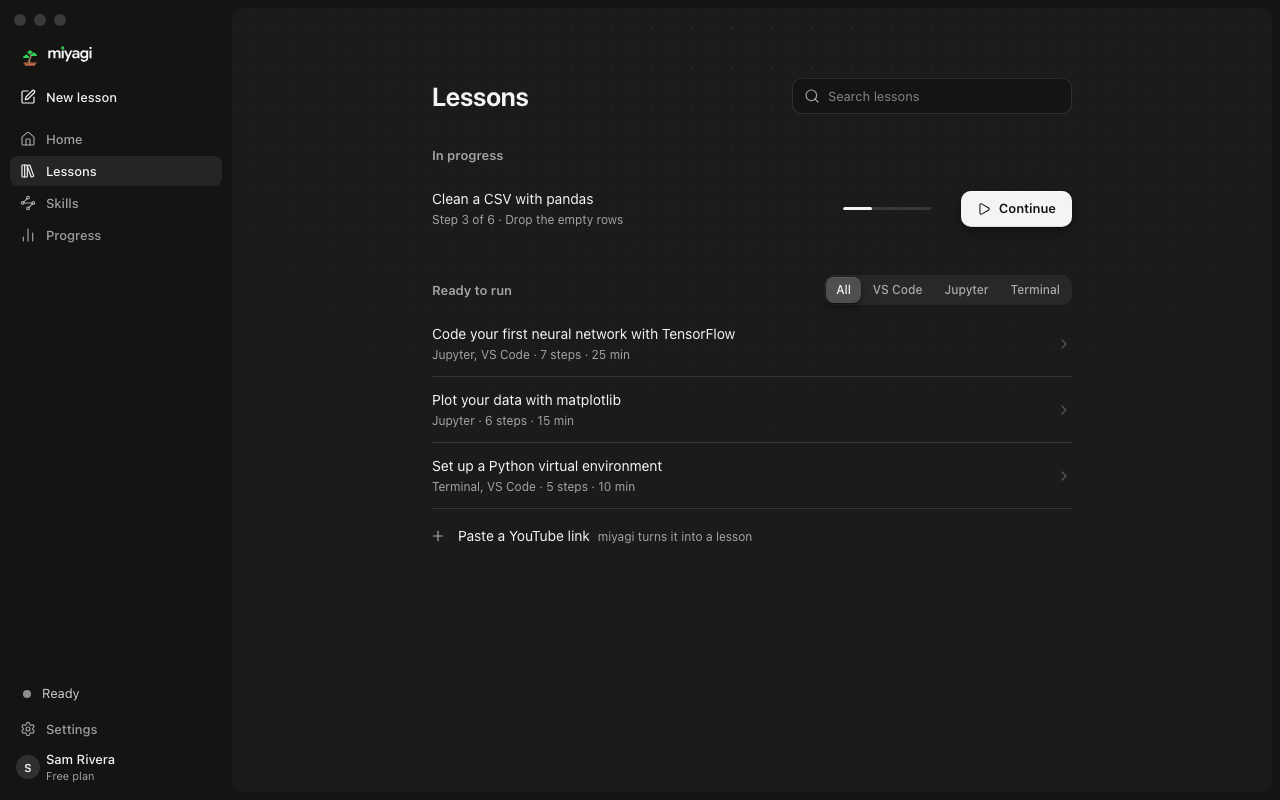 miyagi
New lesson
Home
Lessons
Skills
Progress
Ready
Settings
S
Sam Rivera
Free plan
Lessons
Search lessons
In progress
Clean a CSV with pandas
Step 3 of 6 · Drop the empty rows
Continue
Ready to run
All
VS Code
Jupyter
Terminal
Code your first neural network with TensorFlow
Jupyter, VS Code · 7 steps · 25 min
Plot your data with matplotlib
Jupyter · 6 steps · 15 min
Set up a Python virtual environment
Terminal, VS Code · 5 steps · 10 min
Paste a YouTube link miyagi turns it into a lesson